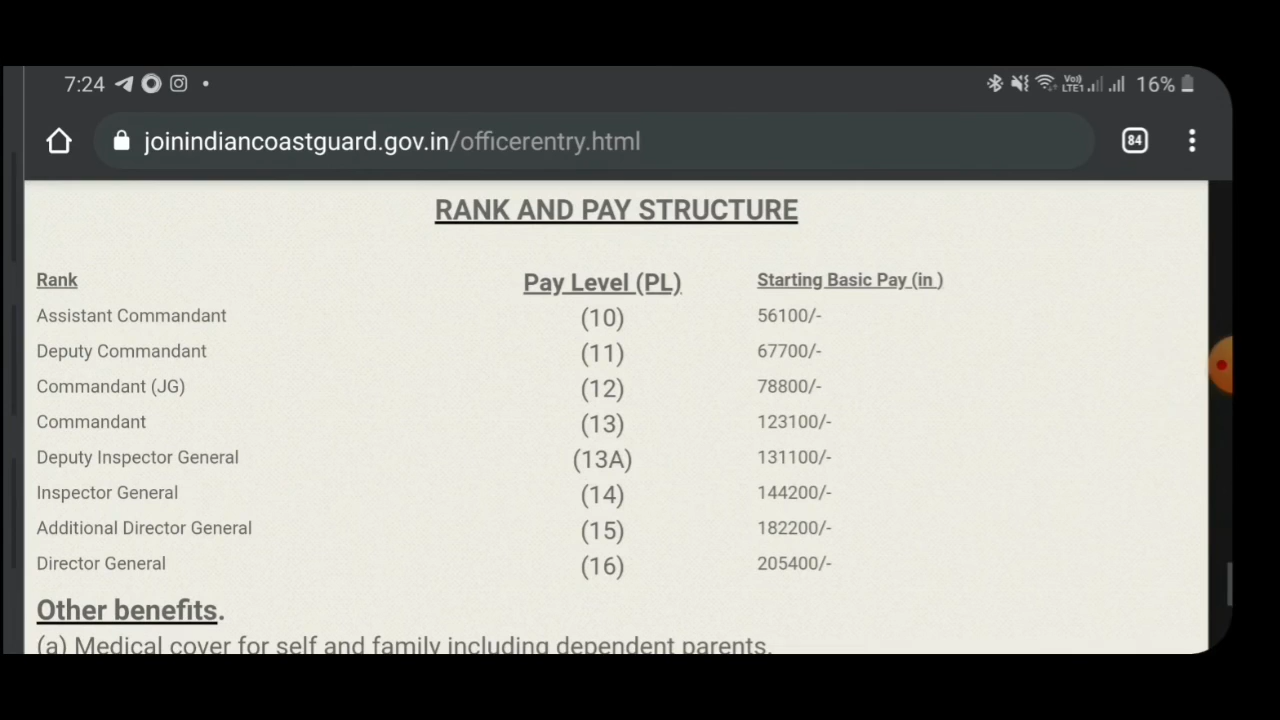 7:24 Vo)) LTE1 16%
joinindiancoastguard.gov.in/officerentry.html 84
RANK AND PAY STRUCTURE
Rank Pay Level (PL) Starting Basic Pay (in )
Assistant Commandant (10) 56100/-
Deputy Commandant (11) 67700/-
Commandant (JG) (12) 78800/-
Commandant (13) 123100/-
Deputy Inspector General (13A) 131100/-
Inspector General (14) 144200/-
Additional Director General (15) 182200/-
Director General (16) 205400/-
Other benefits.
(a) Medical cover for self and family including dependent parents.